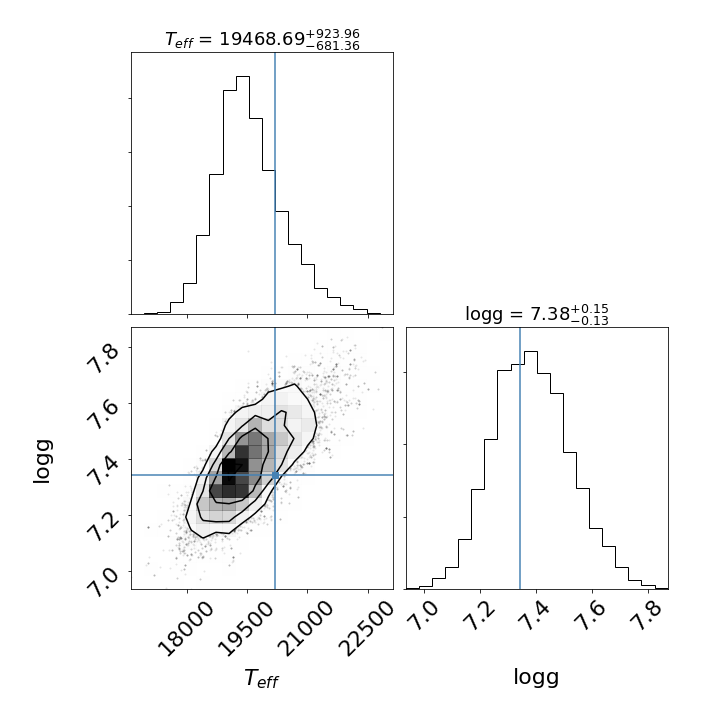 T_eff = 19468.69^{+923.96}_{-681.36}
logg = 7.38^{+0.15}_{-0.13}
7.8
7.6
7.4
7.2
7.0
logg
18000 19500 21000 22500
T_eff
7.0 7.2 7.4 7.6 7.8
logg